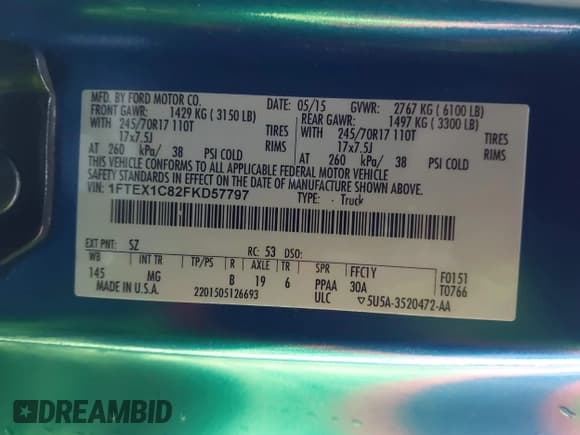 MFD. BY FORD MOTOR CO. DATE: 05/15 GVWR: 2767 KG ( 6100 LB)
FRONT GAWR: 1429 KG ( 3150 LB) REAR GAWR: 1497 KG ( 3300 LB)
WITH 245/70R17 110T TIRES WITH 245/70R17 110T TIRES
17x7.5J RIMS 17x7.5J RIMS
AT 260 kPa/ 38 PSI COLD AT 260 kPa/ 38 PSI COLD
THIS VEHICLE CONFORMS TO ALL APPLICABLE FEDERAL MOTOR VEHICLE
SAFETY STANDARDS IN EFFECT ON THE DATE OF MANUFACTURE SHOWN ABOVE.
VIN: 1FTEX1C82FKD57797 TYPE: Truck
EXT PNT: SZ RC: 53 DSO:
WB INT TR TP/PS R AXLE TR SPR FFC1Y F0151
145 MG B 19 6 PPAA 30A T0766
MADE IN U.S.A. 2201505126693 ULC 5U5A-3520472-AA
DREAMBID